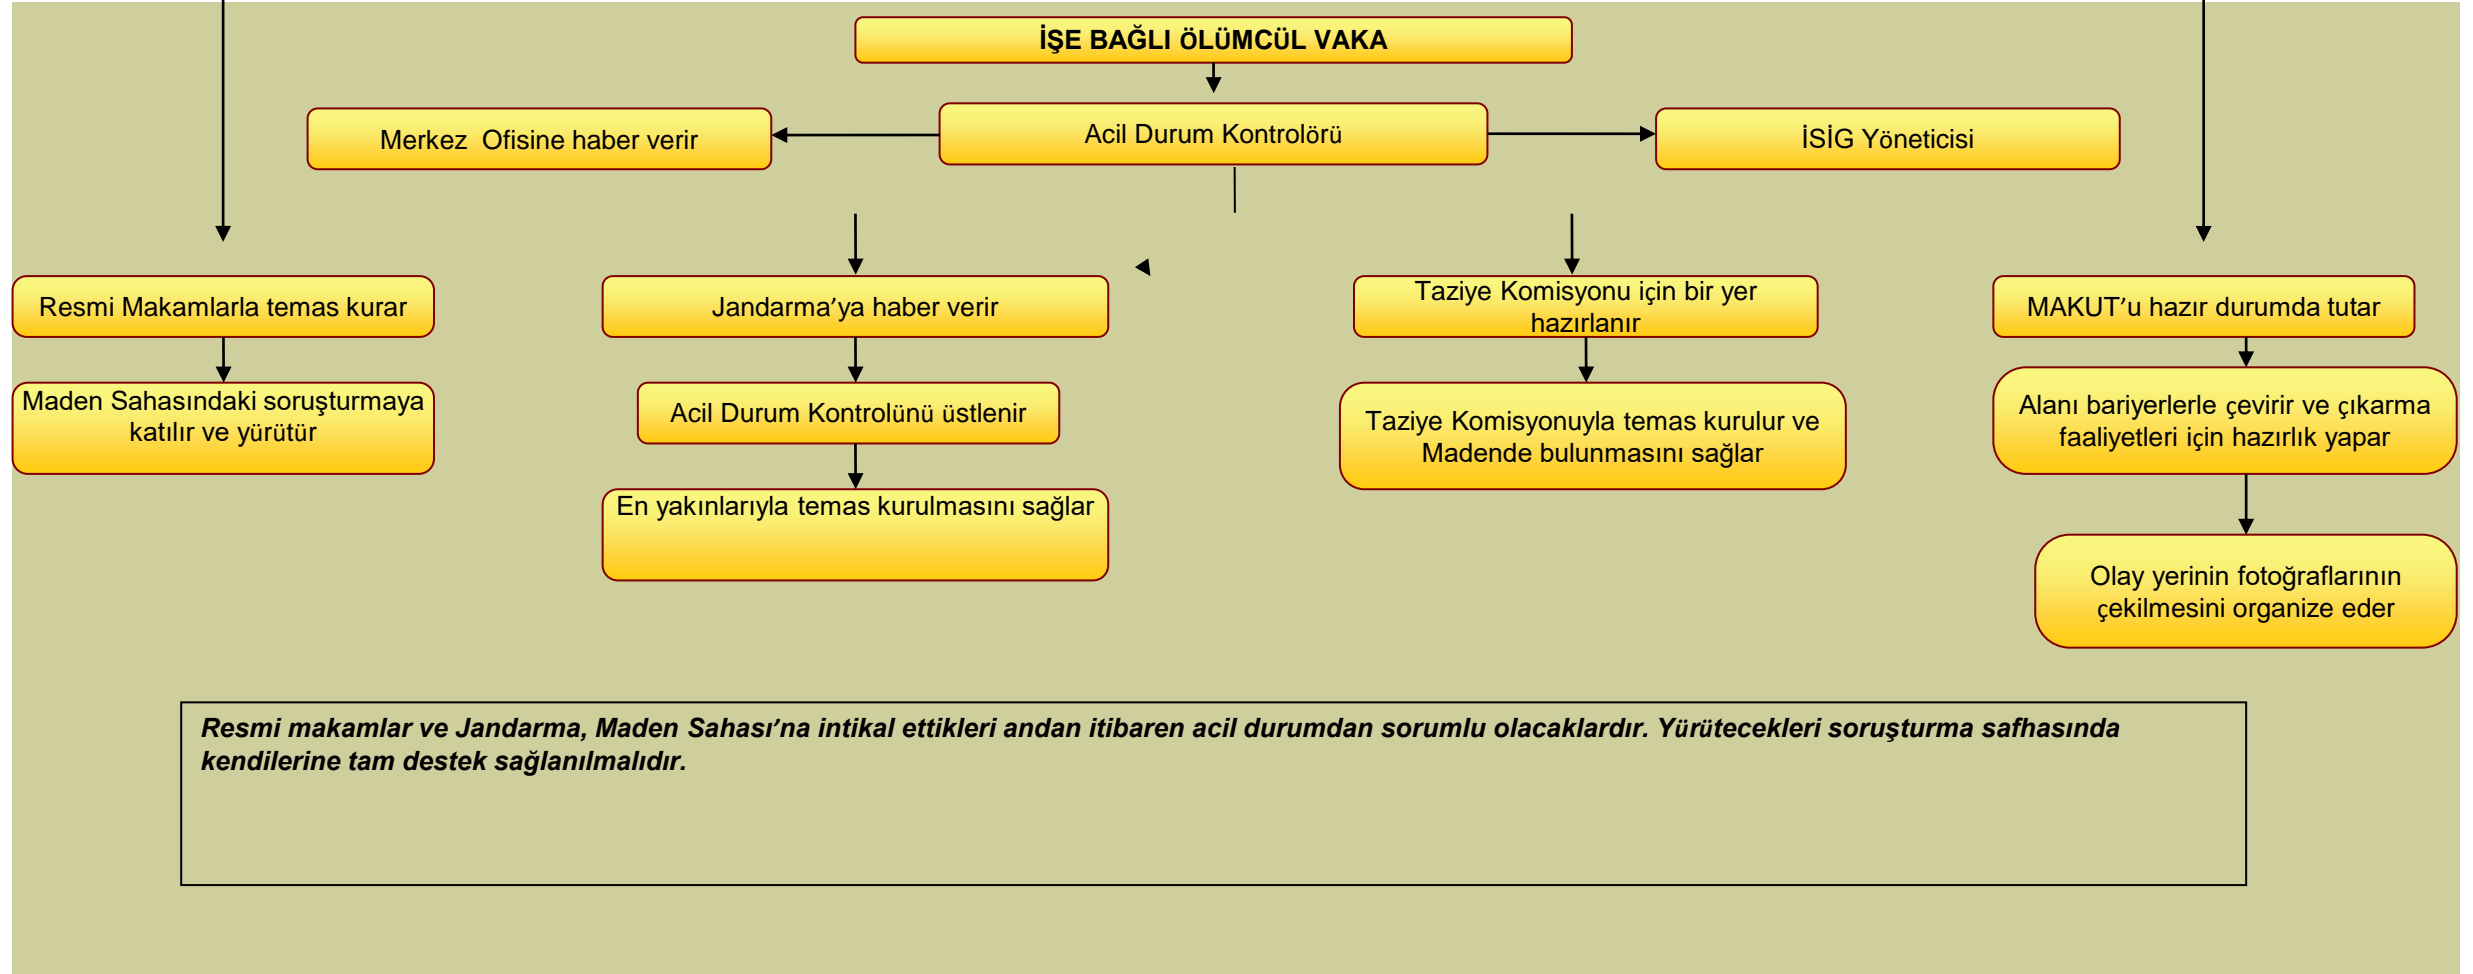 İŞE BAĞLI ÖLÜMCÜL VAKA
Merkez  Ofisine haber verir
Acil Durum Kontrolörü
İSİG Yöneticisi
Resmi Makamlarla temas kurar
Jandarma’ya haber verir
Taziye Komisyonu için bir yer
hazırlanır
MAKUT’u hazır durumda tutar
Maden Sahasındaki soruşturmaya
katılır ve yürütür
Acil Durum Kontrolünü üstlenir
Taziye Komisyonuyla temas kurulur ve
Madende bulunmasını sağlar
Alanı bariyerlerle çevirir ve çıkarma
faaliyetleri için hazırlık yapar
En yakınlarıyla temas kurulmasını sağlar
Olay yerinin fotoğraflarının
çekilmesini organize eder
Resmi makamlar ve Jandarma, Maden Sahası’na intikal ettikleri andan itibaren acil durumdan sorumlu olacaklardır. Yürütecekleri soruşturma safhasında
kendilerine tam destek sağlanılmalıdır.